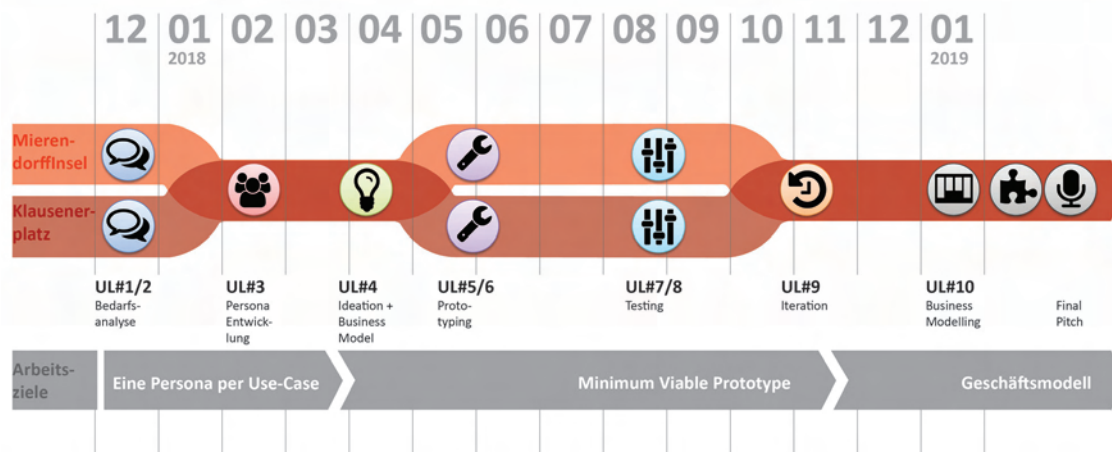 12 01 02 03 04 05 06 07 08 09 10 11 12 01
2018
2019
Mieren-
dorffInsel
Klausener-
platz
UL#1/2
Bedarfs-
analyse
UL#3
Persona
Entwick-
lung
UL#4
Ideation +
Business
Model
UL#5/6
Proto-
typing
UL#7/8
Testing
UL#9
Iteration
UL#10
Business
Modelling
Final
Pitch
Arbeits-
ziele
Eine Persona per Use-Case
Minimum Viable Prototype
Geschäftsmodell